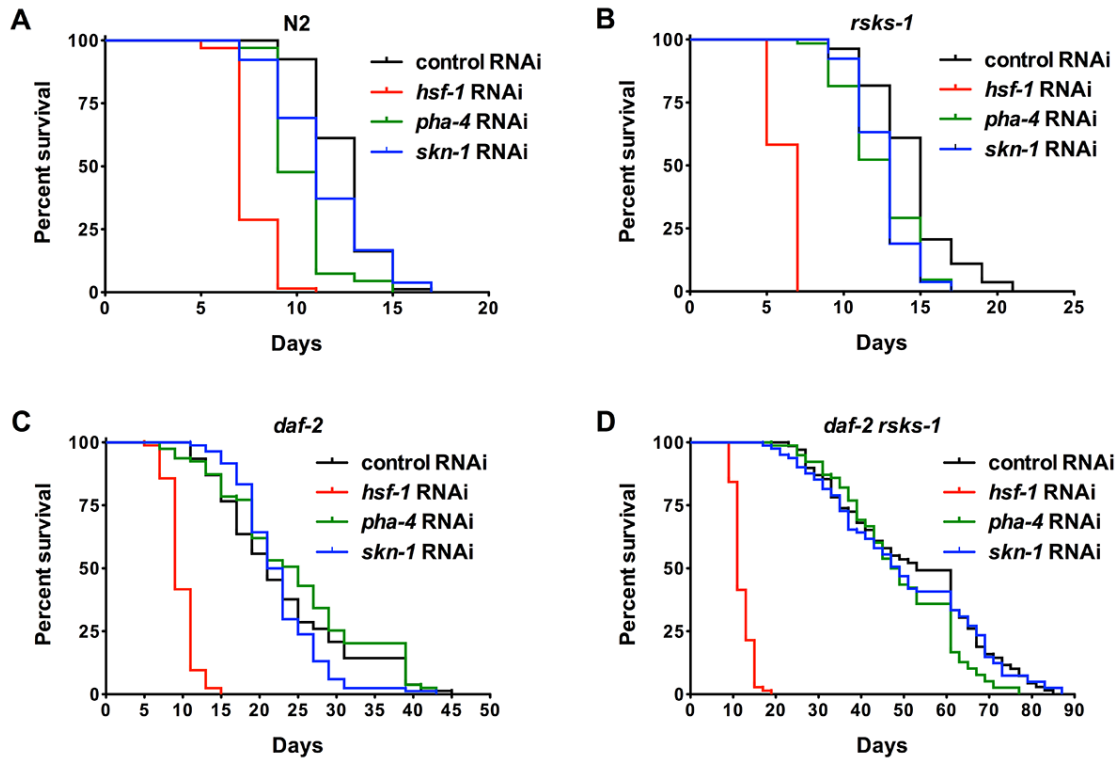 A
N2
100
75
50
25
0
Percent survival
0 5 10 15 20
Days
control RNAi
hsf-1 RNAi
pha-4 RNAi
skn-1 RNAi
B
rsks-1
100
75
50
25
0
Percent survival
0 5 10 15 20 25
Days
control RNAi
hsf-1 RNAi
pha-4 RNAi
skn-1 RNAi
C
daf-2
100
75
50
25
0
Percent survival
0 5 10 15 20 25 30 35 40 45 50
Days
control RNAi
hsf-1 RNAi
pha-4 RNAi
skn-1 RNAi
D
daf-2 rsks-1
100
75
50
25
0
Percent survival
0 10 20 30 40 50 60 70 80 90
Days
control RNAi
hsf-1 RNAi
pha-4 RNAi
skn-1 RNAi